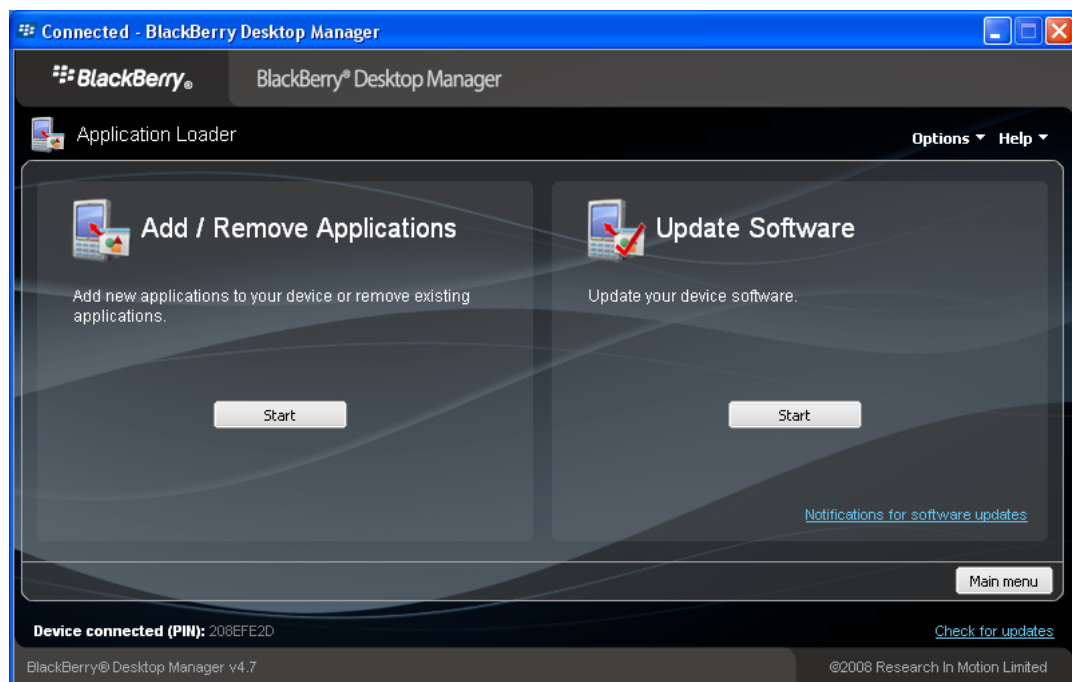 Connected - BlackBerry Desktop Manager
BlackBerry® BlackBerry® Desktop Manager
Application Loader
Options Help
Add / Remove Applications
Add new applications to your device or remove existing
applications.
Start
Update Software
Update your device software.
Start
Notifications for software updates
Main menu
Device connected (PIN): 208EFE2D
Check for updates
BlackBerry® Desktop Manager v4.7
©2008 Research In Motion Limited